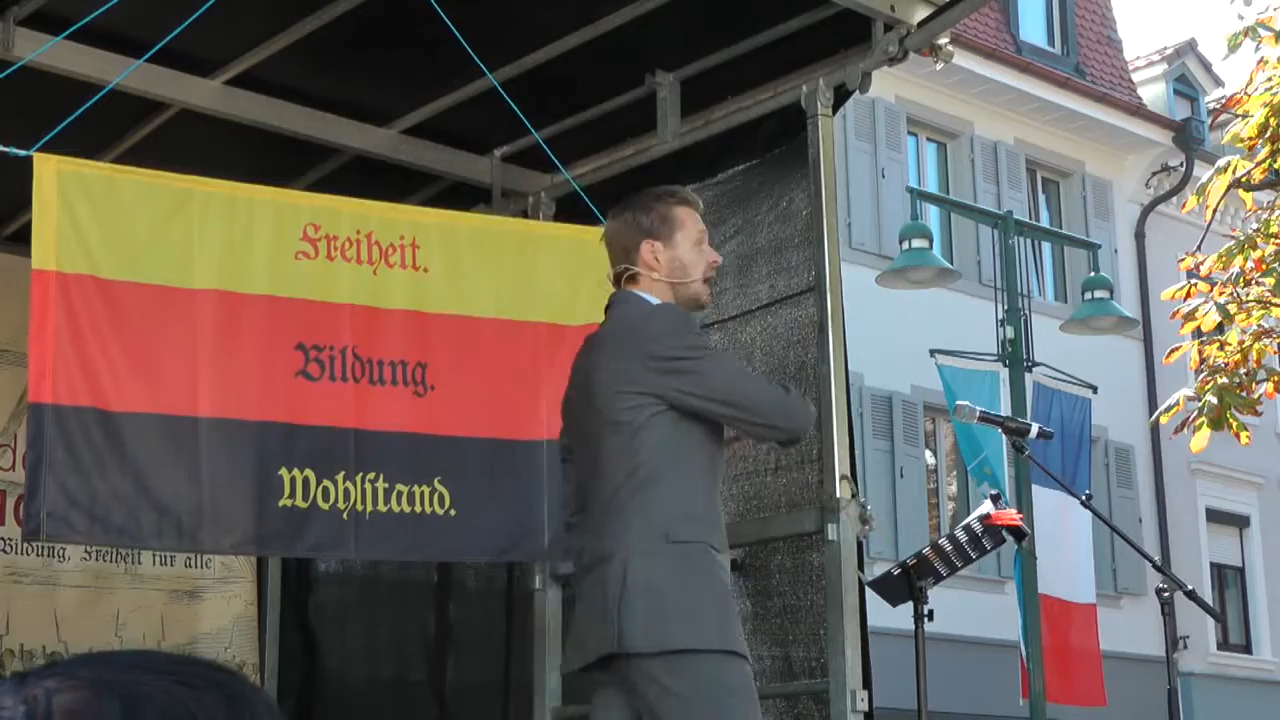 Freiheit.
Bildung.
Wohlſtand.
Bildung, Freiheit für alle